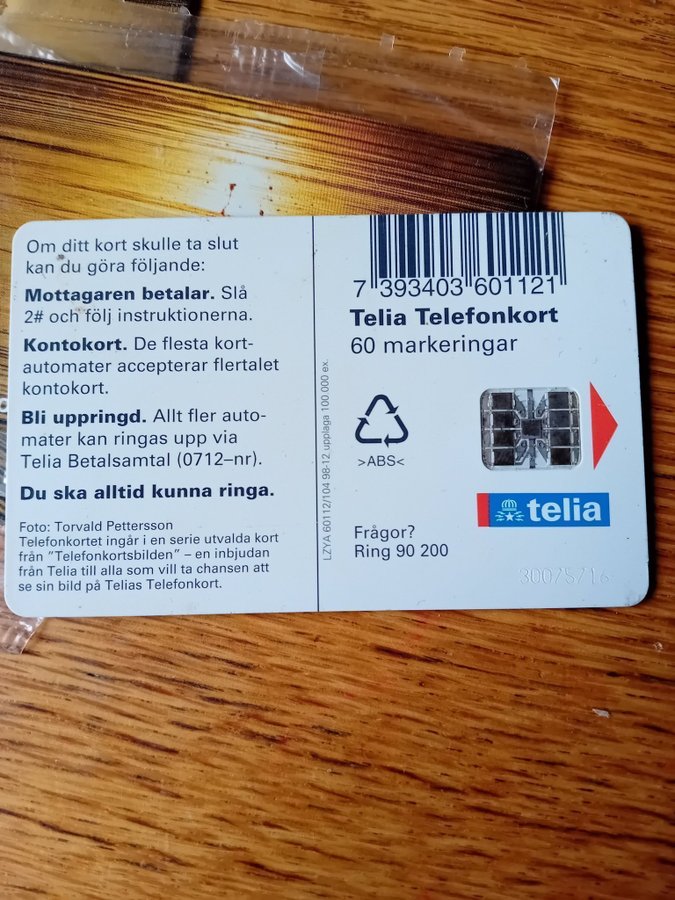 Om ditt kort skulle ta slut
kan du göra följande:
Mottagaren betalar. Slå
2# och följ instruktionerna.
Kontokort. De flesta kort-
automater accepterar flertalet
kontokort.
Bli uppringd. Allt fler auto-
mater kan ringas upp via
Telia Betalsamtal (0712–nr).
Du ska alltid kunna ringa.
Foto: Torvald Pettersson
Telefonkortet ingår i en serie utvalda kort
från "Telefonkortsbilden" – en inbjudan
från Telia till alla som vill ta chansen att
se sin bild på Telias Telefonkort.
LZYA 60112/104 98-12 upplaga 100.000 ex.
7 393403 601121
Telia Telefonkort
60 markeringar
>ABS<
telia
Frågor?
Ring 90 200